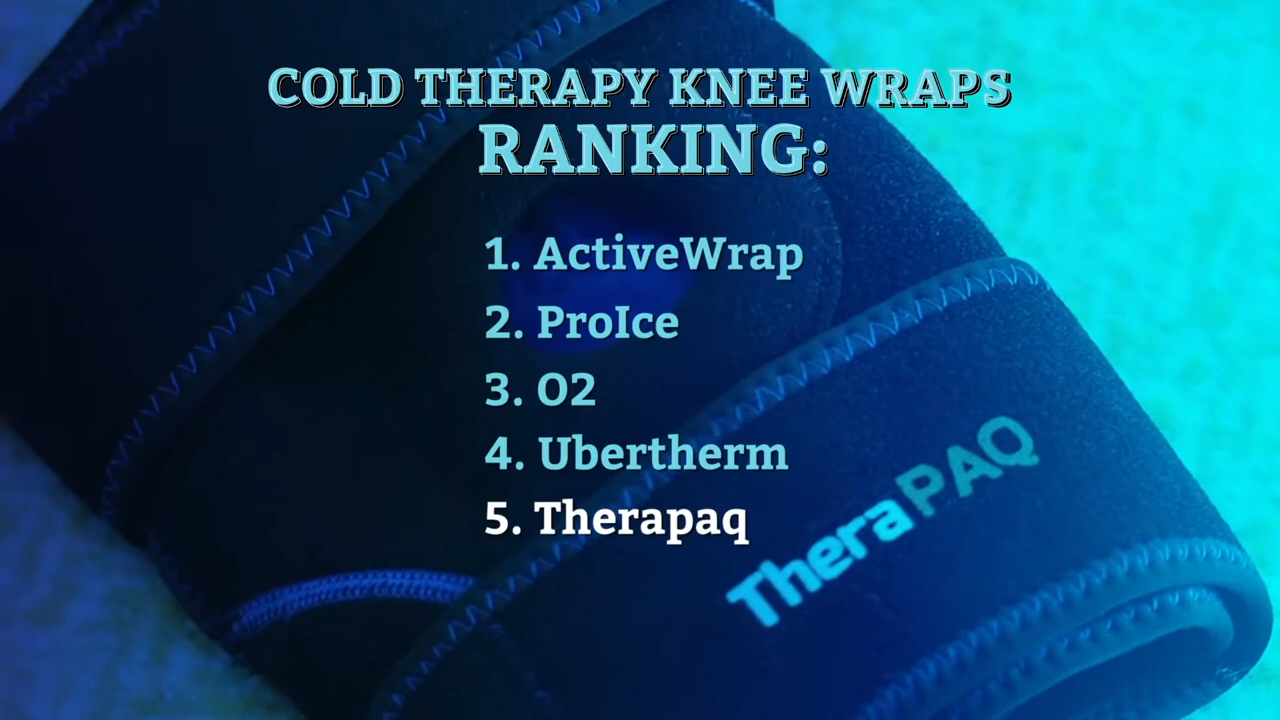 COLD THERAPY KNEE WRAPS
RANKING:
1. ActiveWrap
2. ProIce
3. O2
4. Ubertherm
5. Therapaq
TheraPAQ